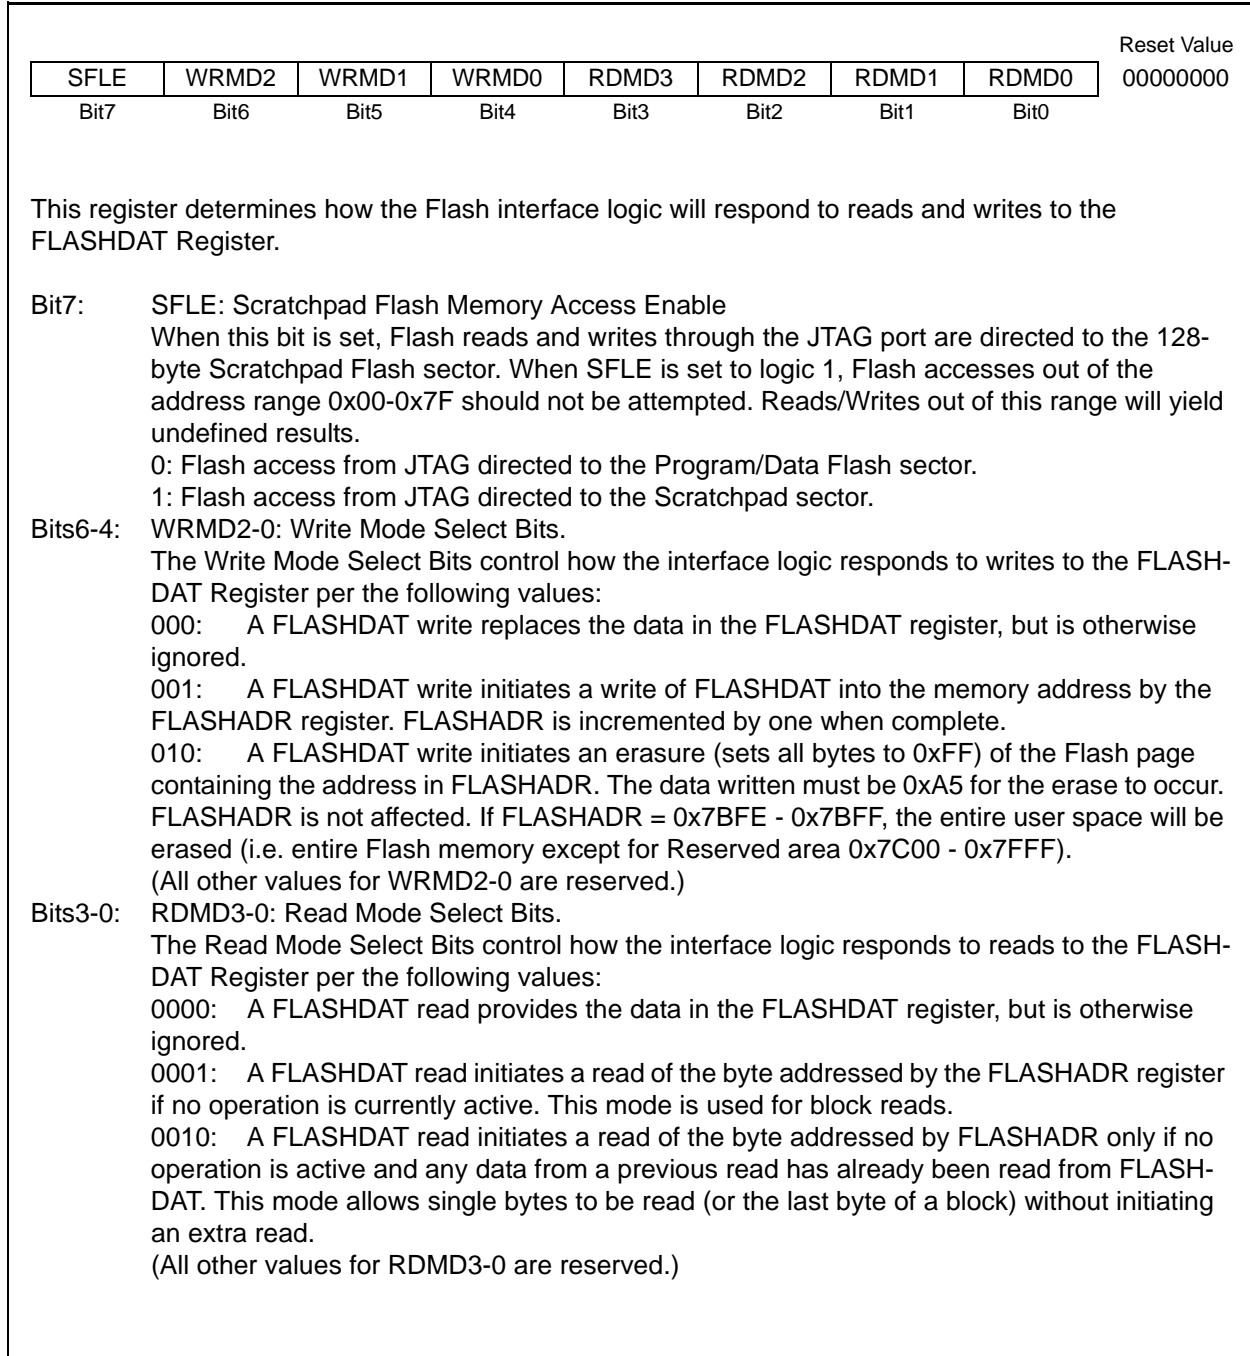 Reset Value
SFLE WRMD2 WRMD1 WRMD0 RDMD3 RDMD2 RDMD1 RDMD0 00000000
Bit7 Bit6 Bit5 Bit4 Bit3 Bit2 Bit1 Bit0
This register determines how the Flash interface logic will respond to reads and writes to the
FLASHDAT Register.
Bit7: SFLE: Scratchpad Flash Memory Access Enable
When this bit is set, Flash reads and writes through the JTAG port are directed to the 128-
byte Scratchpad Flash sector. When SFLE is set to logic 1, Flash accesses out of the
address range 0x00-0x7F should not be attempted. Reads/Writes out of this range will yield
undefined results.
0: Flash access from JTAG directed to the Program/Data Flash sector.
1: Flash access from JTAG directed to the Scratchpad sector.
Bits6-4: WRMD2-0: Write Mode Select Bits.
The Write Mode Select Bits control how the interface logic responds to writes to the FLASH-
DAT Register per the following values:
000: A FLASHDAT write replaces the data in the FLASHDAT register, but is otherwise
ignored.
001: A FLASHDAT write initiates a write of FLASHDAT into the memory address by the
FLASHADR register. FLASHADR is incremented by one when complete.
010: A FLASHDAT write initiates an erasure (sets all bytes to 0xFF) of the Flash page
containing the address in FLASHADR. The data written must be 0xA5 for the erase to occur.
FLASHADR is not affected. If FLASHADR = 0x7BFE - 0x7BFF, the entire user space will be
erased (i.e. entire Flash memory except for Reserved area 0x7C00 - 0x7FFF).
(All other values for WRMD2-0 are reserved.)
Bits3-0: RDMD3-0: Read Mode Select Bits.
The Read Mode Select Bits control how the interface logic responds to reads to the FLASH-
DAT Register per the following values:
0000: A FLASHDAT read provides the data in the FLASHDAT register, but is otherwise
ignored.
0001: A FLASHDAT read initiates a read of the byte addressed by the FLASHADR register
if no operation is currently active. This mode is used for block reads.
0010: A FLASHDAT read initiates a read of the byte addressed by FLASHADR only if no
operation is active and any data from a previous read has already been read from FLASH-
DAT. This mode allows single bytes to be read (or the last byte of a block) without initiating
an extra read.
(All other values for RDMD3-0 are reserved.)